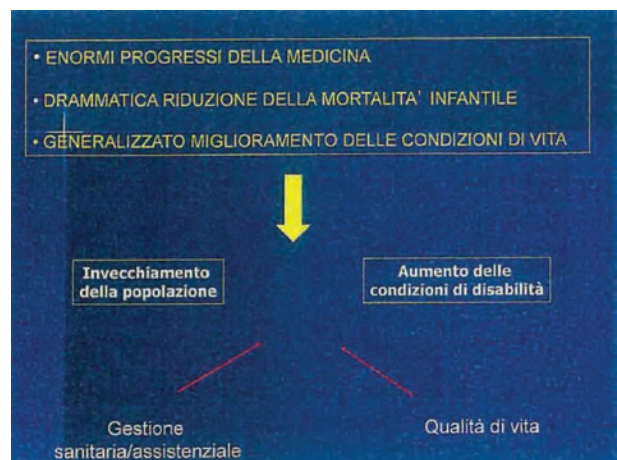 • ENORMI PROGRESSI DELLA MEDICINA
• DRAMMATICA RIDUZIONE DELLA MORTALITA' INFANTILE
• GENERALIZZATO MIGLIORAMENTO DELLE CONDIZIONI DI VITA
Invecchiamento
della popolazione
Aumento delle
condizioni di disabilità
Gestione
sanitaria/assistenziale
Qualità di vita